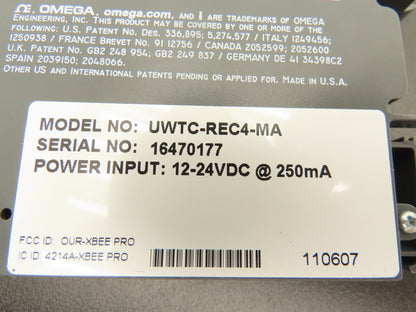 Ω OMEGA, omega.com, and i ARE TRADEMARKS OF OMEGA
ENGINEERING, INC. THIS PRODUCT MAY BE COVERED BY ONE OR MORE OF
THE FOLLOWING PATENTS: U.S. PAT. NOS. DES. 336,895; 5,274,577 / ITALY 1249456;
1250938 / FRANCE BREVET NO. 91 12756 / CANADA 2052599; 2052600
U.K. PATENT NOS. GB2 248 954; GB2 249 837 / GERMANY DE 41 34398C2
SPAIN 2039150; 2048066.
OTHER US AND INTERNATIONAL PATENTS PENDING OR APPLIED FOR. MADE IN U.S.A.
MODEL NO: UWTC-REC4-MA
SERIAL NO: 16470177
POWER INPUT: 12-24VDC @ 250mA
FCC ID: OUR-XBEE PRO
IC ID: 4214A-XBEE PRO
110607